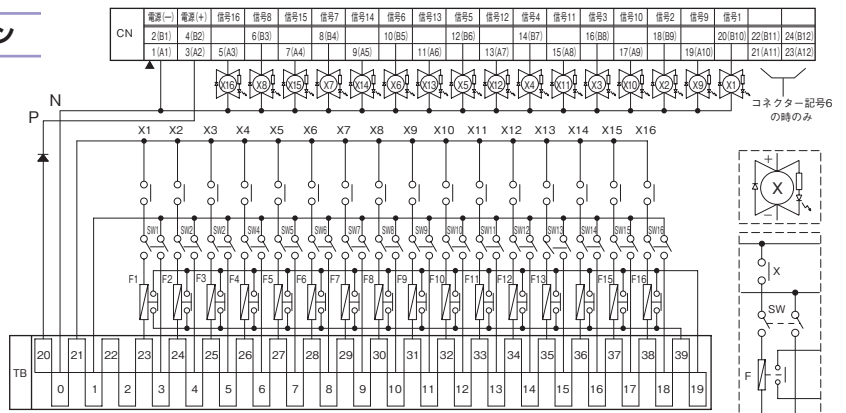 ン
CN
電源(−) 電源(+) 信号16 信号8 信号15 信号7 信号14 信号6 信号13 信号5 信号12 信号4 信号11 信号3 信号10 信号2 信号9 信号1
2(B1) 4(B2) 6(B3) 8(B4) 10(B5) 12(B6) 14(B7) 16(B8) 18(B9) 20(B10) 22(B11) 24(B12)
1(A1) 3(A2) 5(A3) 7(A4) 9(A5) 11(A6) 13(A7) 15(A8) 17(A9) 19(A10) 21(A11) 23(A12)
X16 X8 X15 X7 X14 X6 X13 X5 X12 X4 X11 X3 X10 X2 X9 X1
コネクター記号6
の時のみ
N
P
X1 X2 X3 X4 X5 X6 X7 X8 X9 X10 X11 X12 X13 X14 X15 X16
+
X
−
SW1 SW2 SW2 SW4 SW5 SW6 SW7 SW8 SW9 SW10 SW11 SW12 SW13 SW14 SW15 SW16
X
SW
F
F1 F2 F3 F4 F5 F6 F7 F8 F9 F10 F11 F12 F13 F15 F16
TB
20 21 22 23 24 25 26 27 28 29 30 31 32 33 34 35 36 37 38 39
0 1 2 3 4 5 6 7 8 9 10 11 12 13 14 15 16 17 18 19